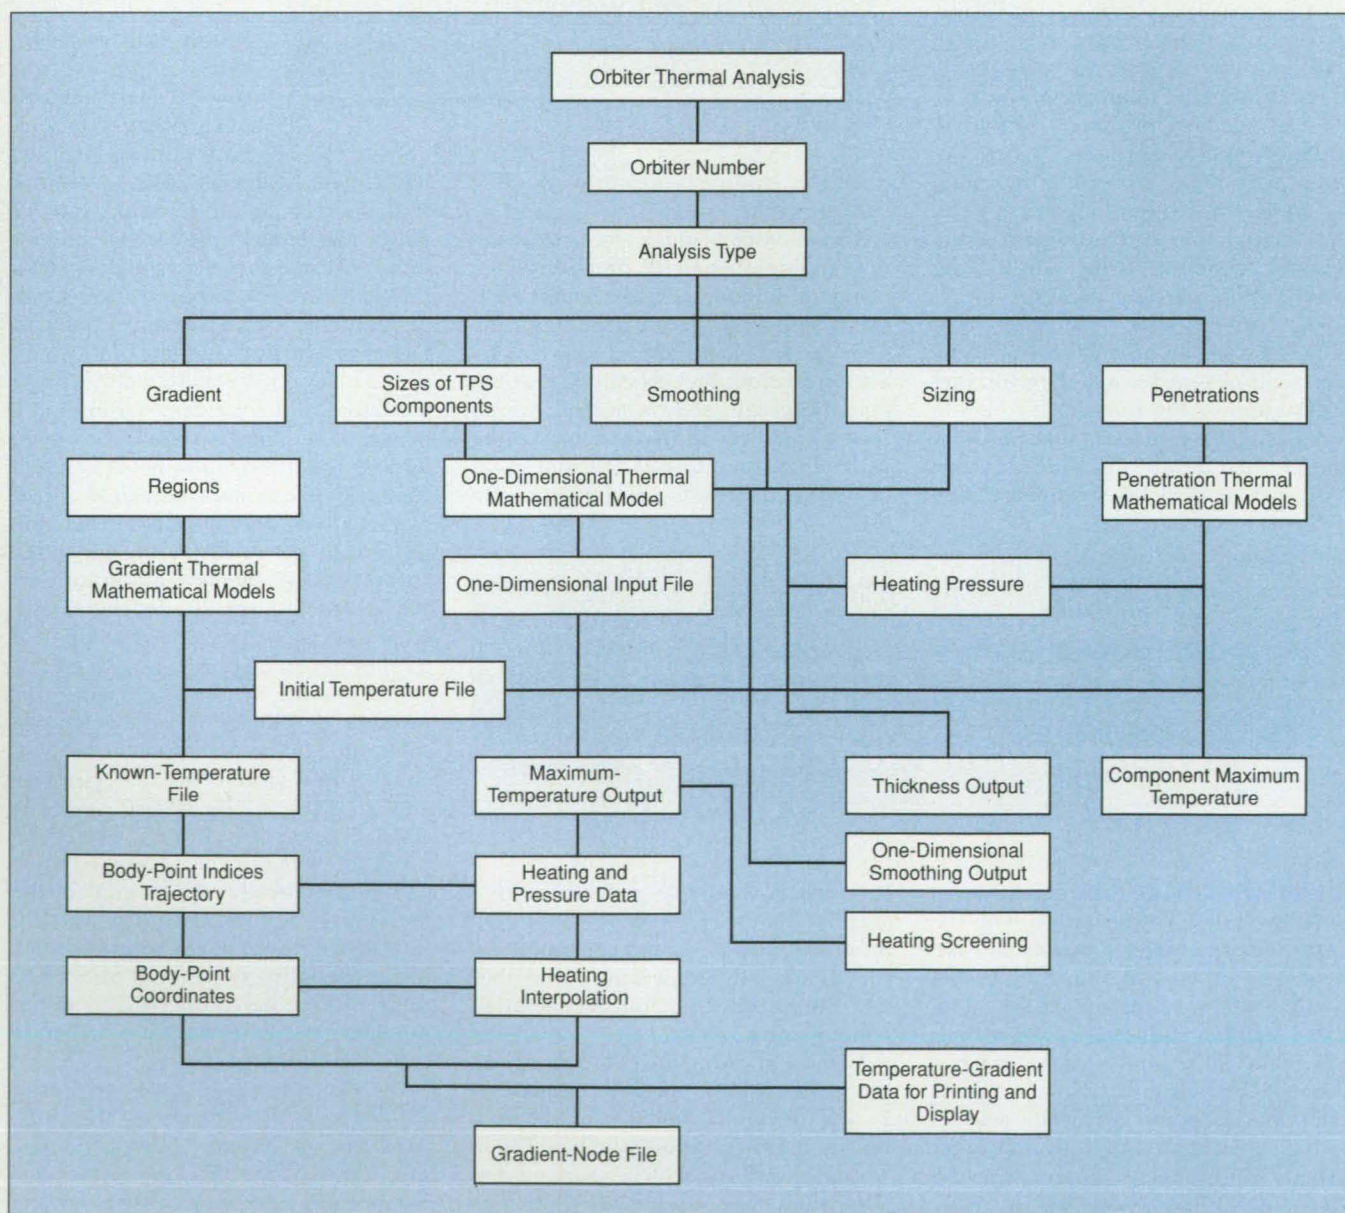 Orbiter Thermal Analysis
Orbiter Number
Analysis Type
Gradient
Sizes of TPS
Components
Smoothing
Sizing
Penetrations
Regions
One-Dimensional Thermal
Mathematical Model
Penetration Thermal
Mathematical Models
Gradient Thermal
Mathematical Models
One-Dimensional Input File
Heating Pressure
Initial Temperature File
Known-Temperature
File
Maximum-
Temperature Output
Thickness Output
Component Maximum
Temperature
Body-Point Indices
Trajectory
Heating and
Pressure Data
One-Dimensional
Smoothing Output
Heating Screening
Body-Point
Coordinates
Heating
Interpolation
Temperature-Gradient
Data for Printing and
Display
Gradient-Node File